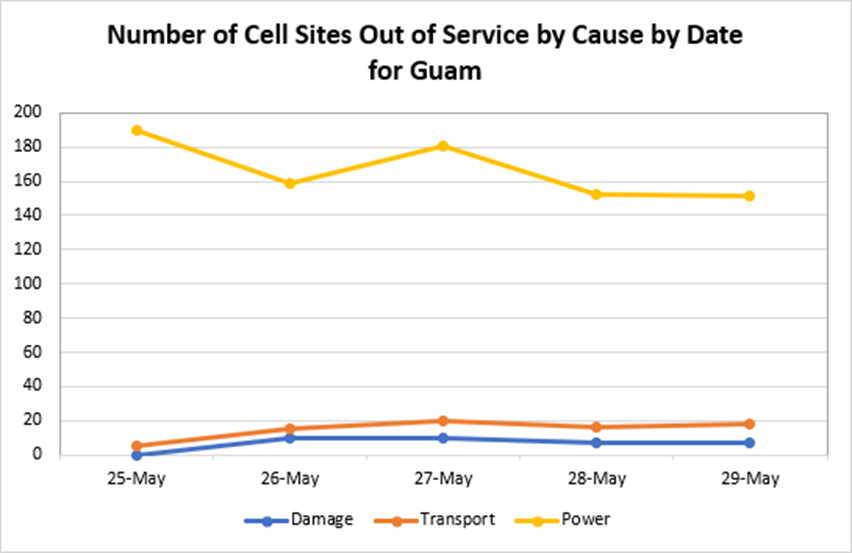 Number of Cell Sites Out of Service by Cause by Date
for Guam
200
180
160
140
120
100
80
60
40
20
0
25-May 26-May 27-May 28-May 29-May
Damage Transport Power